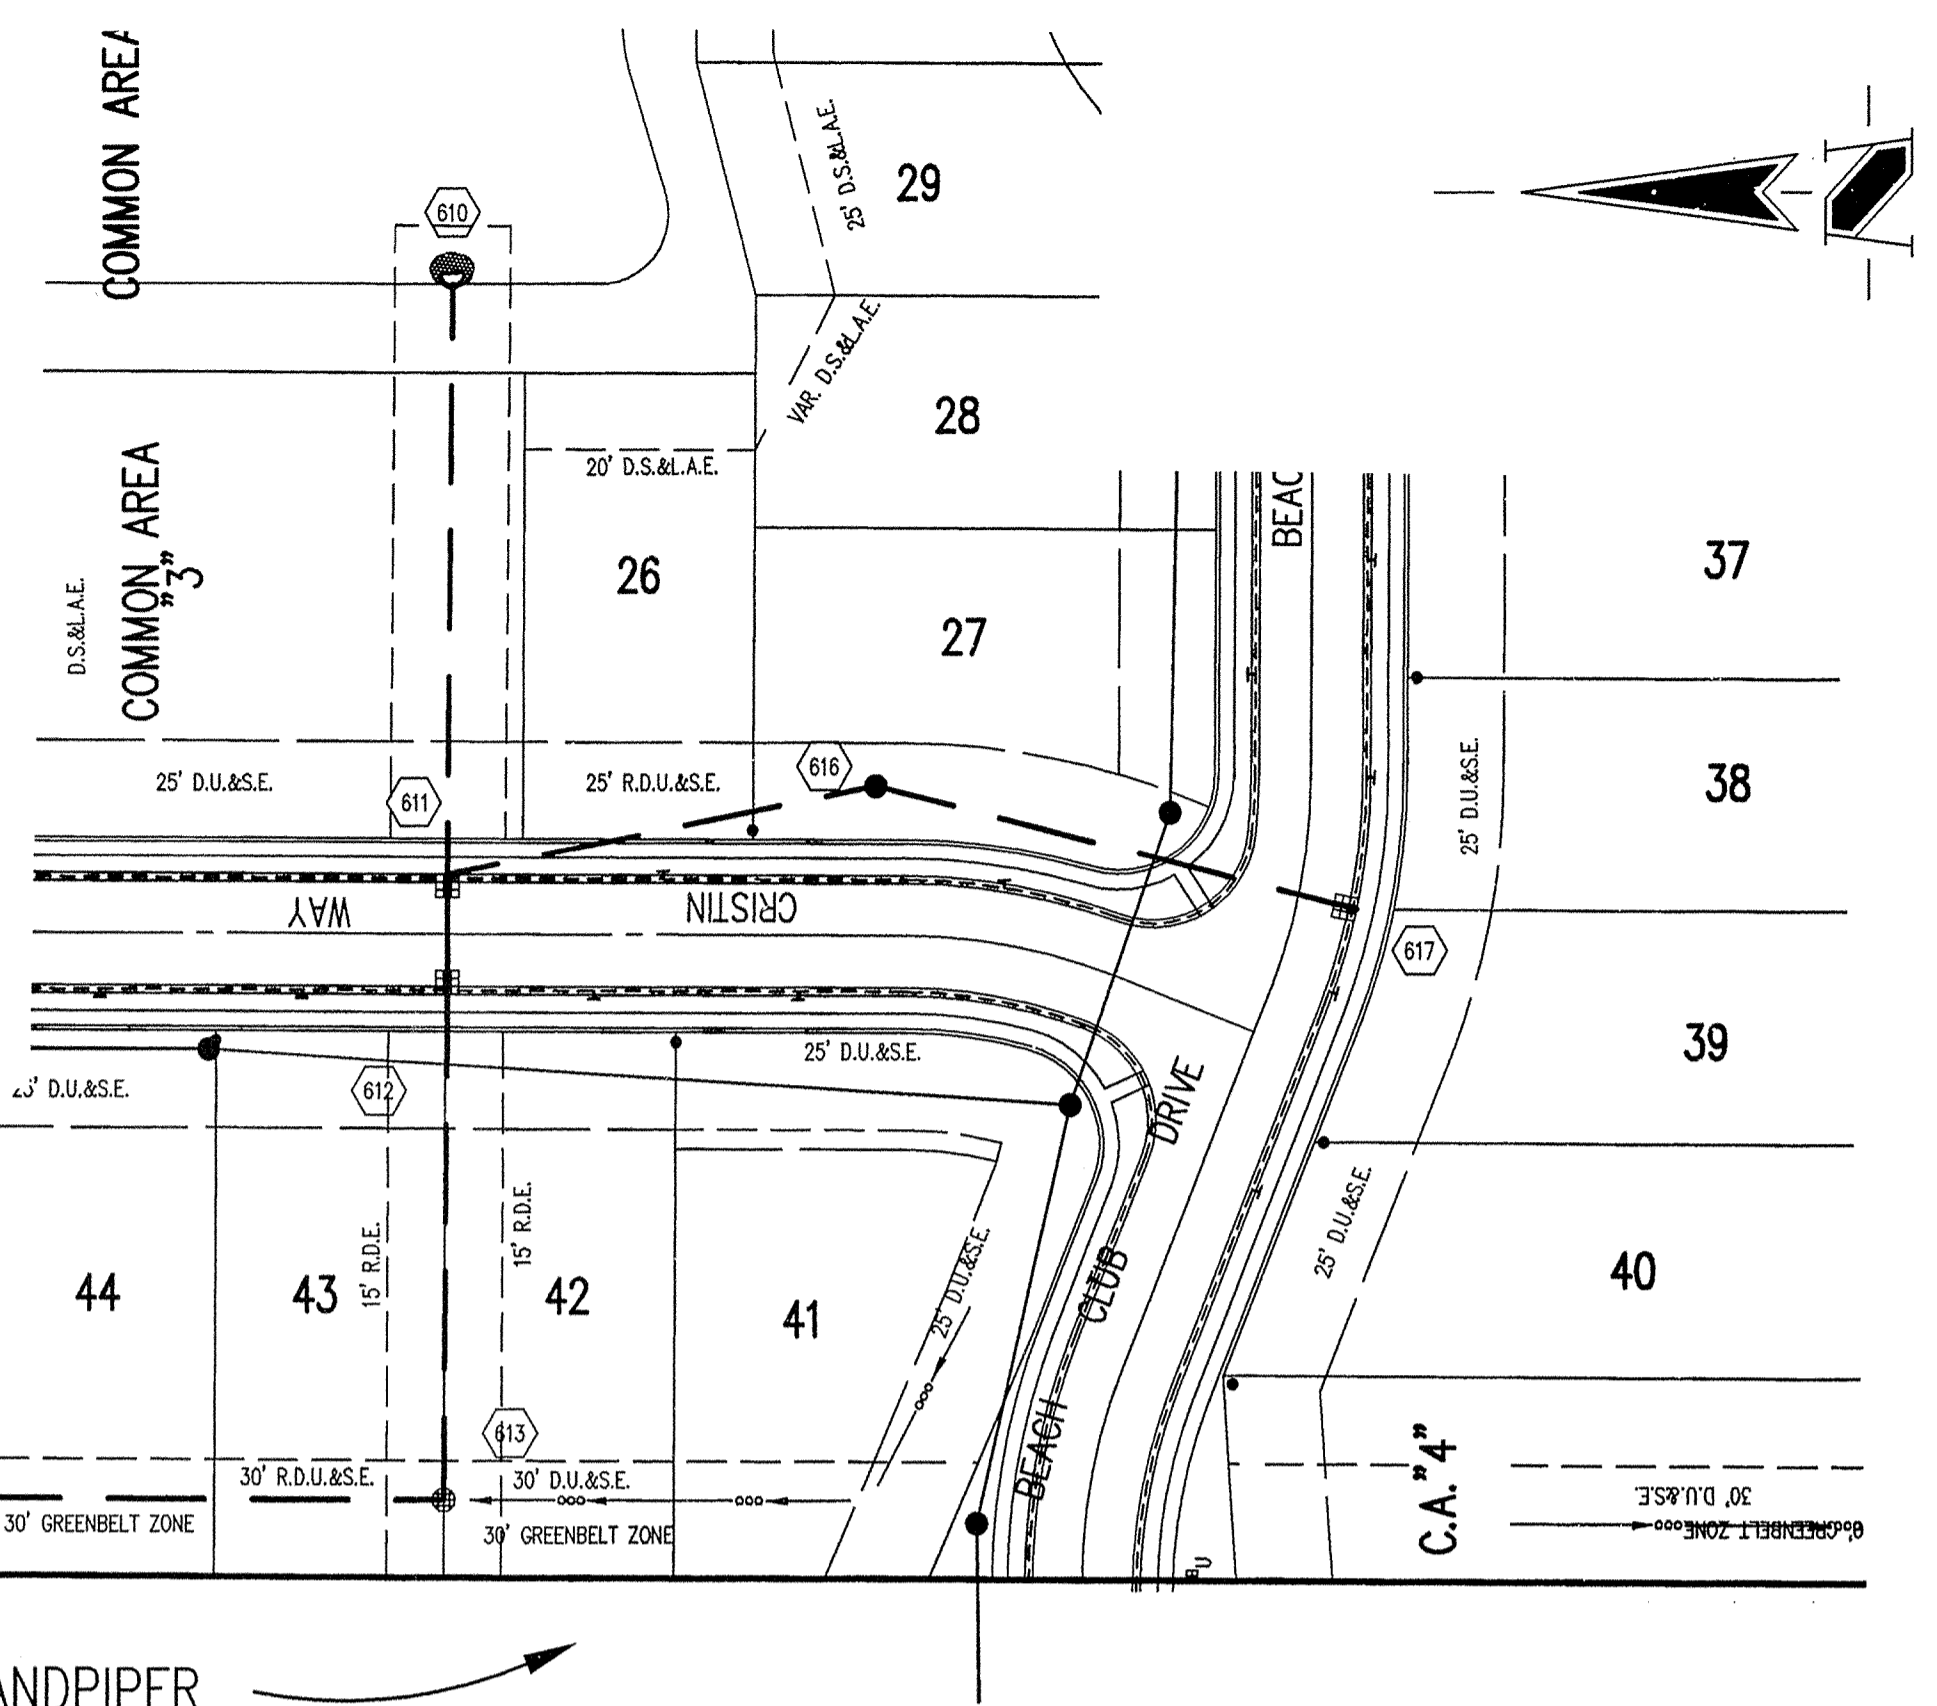 COMMON AREA
610
25' D.S.&L.A.E.
29
VAR. D.S.&L.A.E.
28
20' D.S.&L.A.E.
COMMON AREA
"3"
D.S.&L.A.E.
26
27
BEAC
37
25' D.U.&S.E.
611
25' R.D.U.&S.E.
616
38
25' D.U.&S.E.
WAY
CRISTIN
617
39
25' D.U.&S.E.
25' D.U.&S.E.
612
DRIVE
15' R.D.E.
15' R.D.E.
25' D.U.&S.E.
25' D.U.&S.E.
44
43
42
41
CLUB
40
613
BEACH
C.A."4"
30' R.D.U.&S.E.
30' D.U.&S.E.
30' D.U.&S.E.
30' GREENBELT ZONE
30' GREENBELT ZONE
GREENBELT ZONE
ANDPIPER